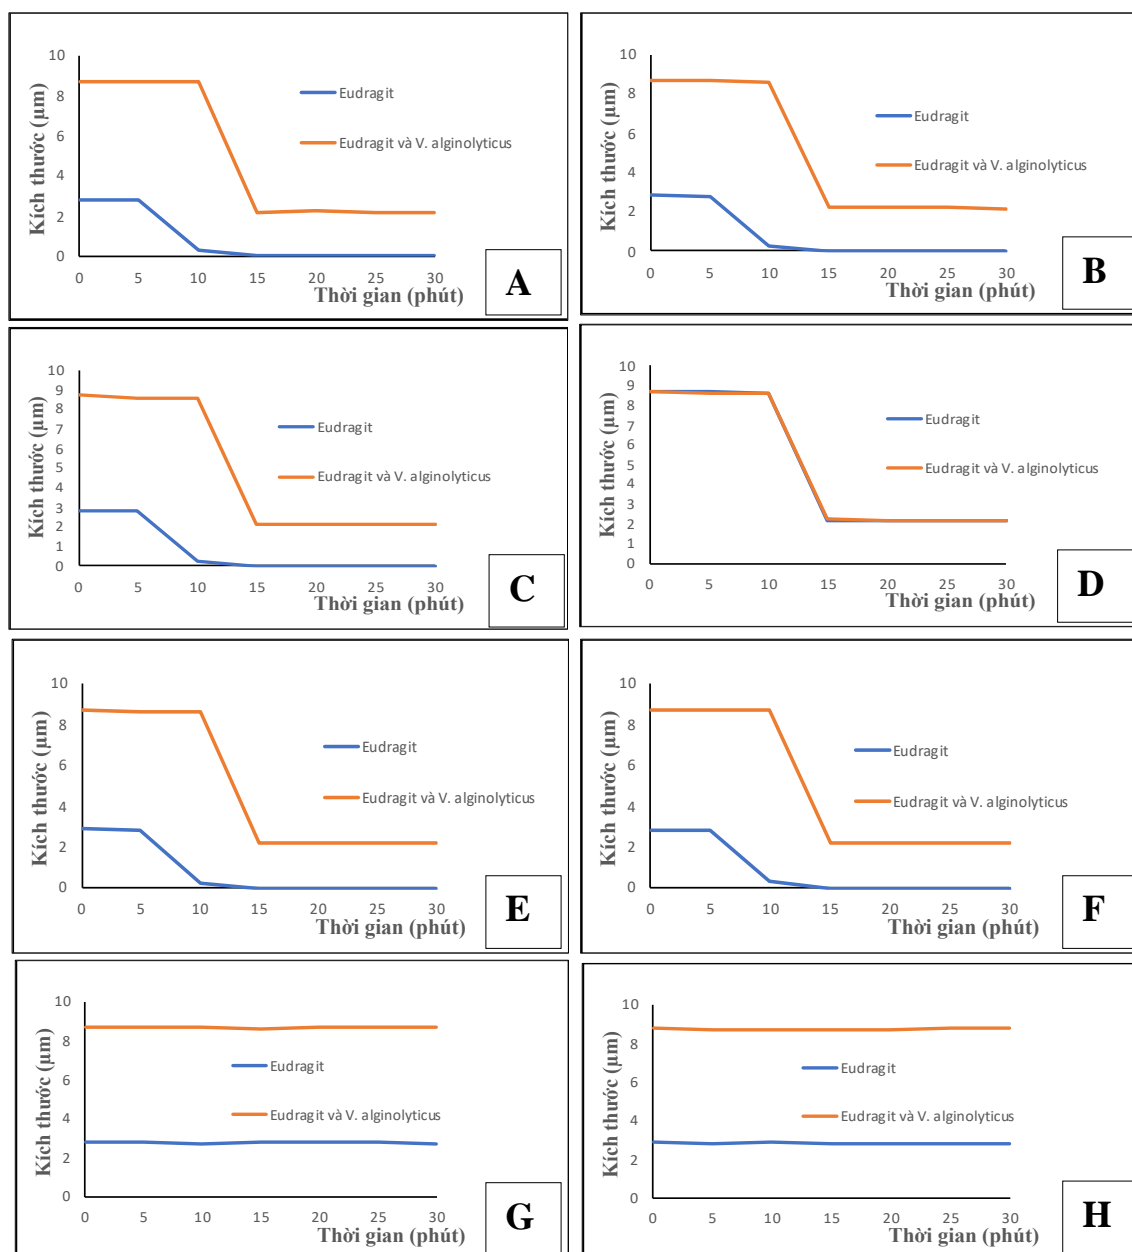 Kích thước (µm)
10
8
6
4
2
0
Eudragit
Eudragit và V. alginolyticus
0 5 10 15 20 25 30
Thời gian (phút)
A
Kích thước (µm)
10
8
6
4
2
0
Eudragit
Eudragit và V. alginolyticus
0 5 10 15 20 25 30
Thời gian (phút)
B
Kích thước (µm)
10
9
8
7
6
5
4
3
2
1
0
Eudragit
Eudragit và V. alginolyticus
0 5 10 15 20 25 30
Thời gian (phút)
C
Kích thước (µm)
10
9
8
7
6
5
4
3
2
1
0
Eudragit
Eudragit và V. alginolyticus
0 5 10 15 20 25 30
Thời gian (phút)
D
Kích thước (µm)
10
8
6
4
2
0
Eudragit
Eudragit và V. alginolyticus
0 5 10 15 20 25 30
Thời gian (phút)
E
Kích thước (µm)
10
8
6
4
2
0
Eudragit
Eudragit và V. alginolyticus
0 5 10 15 20 25 30
Thời gian (phút)
F
Kích thước (µm)
10
8
6
4
2
0
Eudragit
Eudragit và V. alginolyticus
0 5 10 15 20 25 30
Thời gian (phút)
G
Kích thước (µm)
10
8
6
4
2
0
Eudragit
Eudragit và V. alginolyticus
0 5 10 15 20 25 30
Thời gian (phút)
H